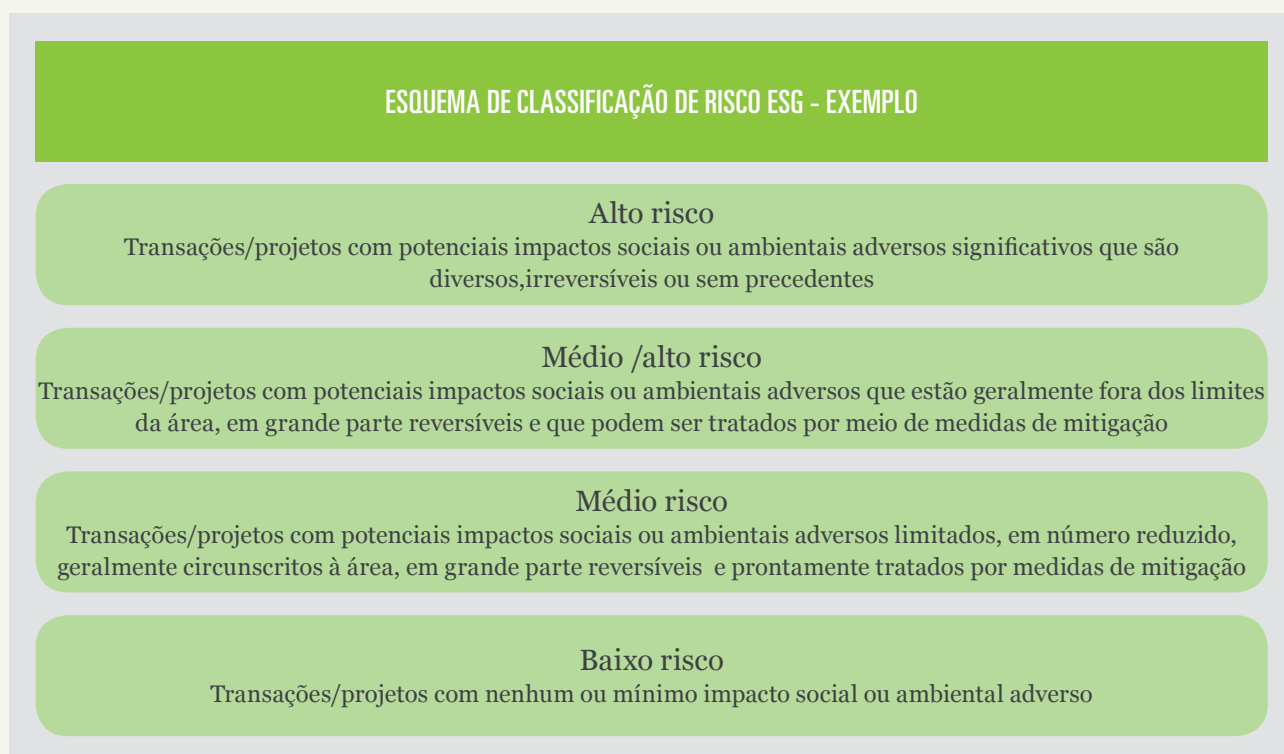 ESQUEMA DE CLASSIFICAÇÃO DE RISCO ESG - EXEMPLO
Alto risco
Transações/projetos com potenciais impactos sociais ou ambientais adversos significativos que são
diversos,irreversíveis ou sem precedentes
Médio /alto risco
Transações/projetos com potenciais impactos sociais ou ambientais adversos que estão geralmente fora dos limites
da área, em grande parte reversíveis e que podem ser tratados por meio de medidas de mitigação
Médio risco
Transações/projetos com potenciais impactos sociais ou ambientais adversos limitados, em número reduzido,
geralmente circunscritos à área, em grande parte reversíveis e prontamente tratados por medidas de mitigação
Baixo risco
Transações/projetos com nenhum ou mínimo impacto social ou ambiental adverso